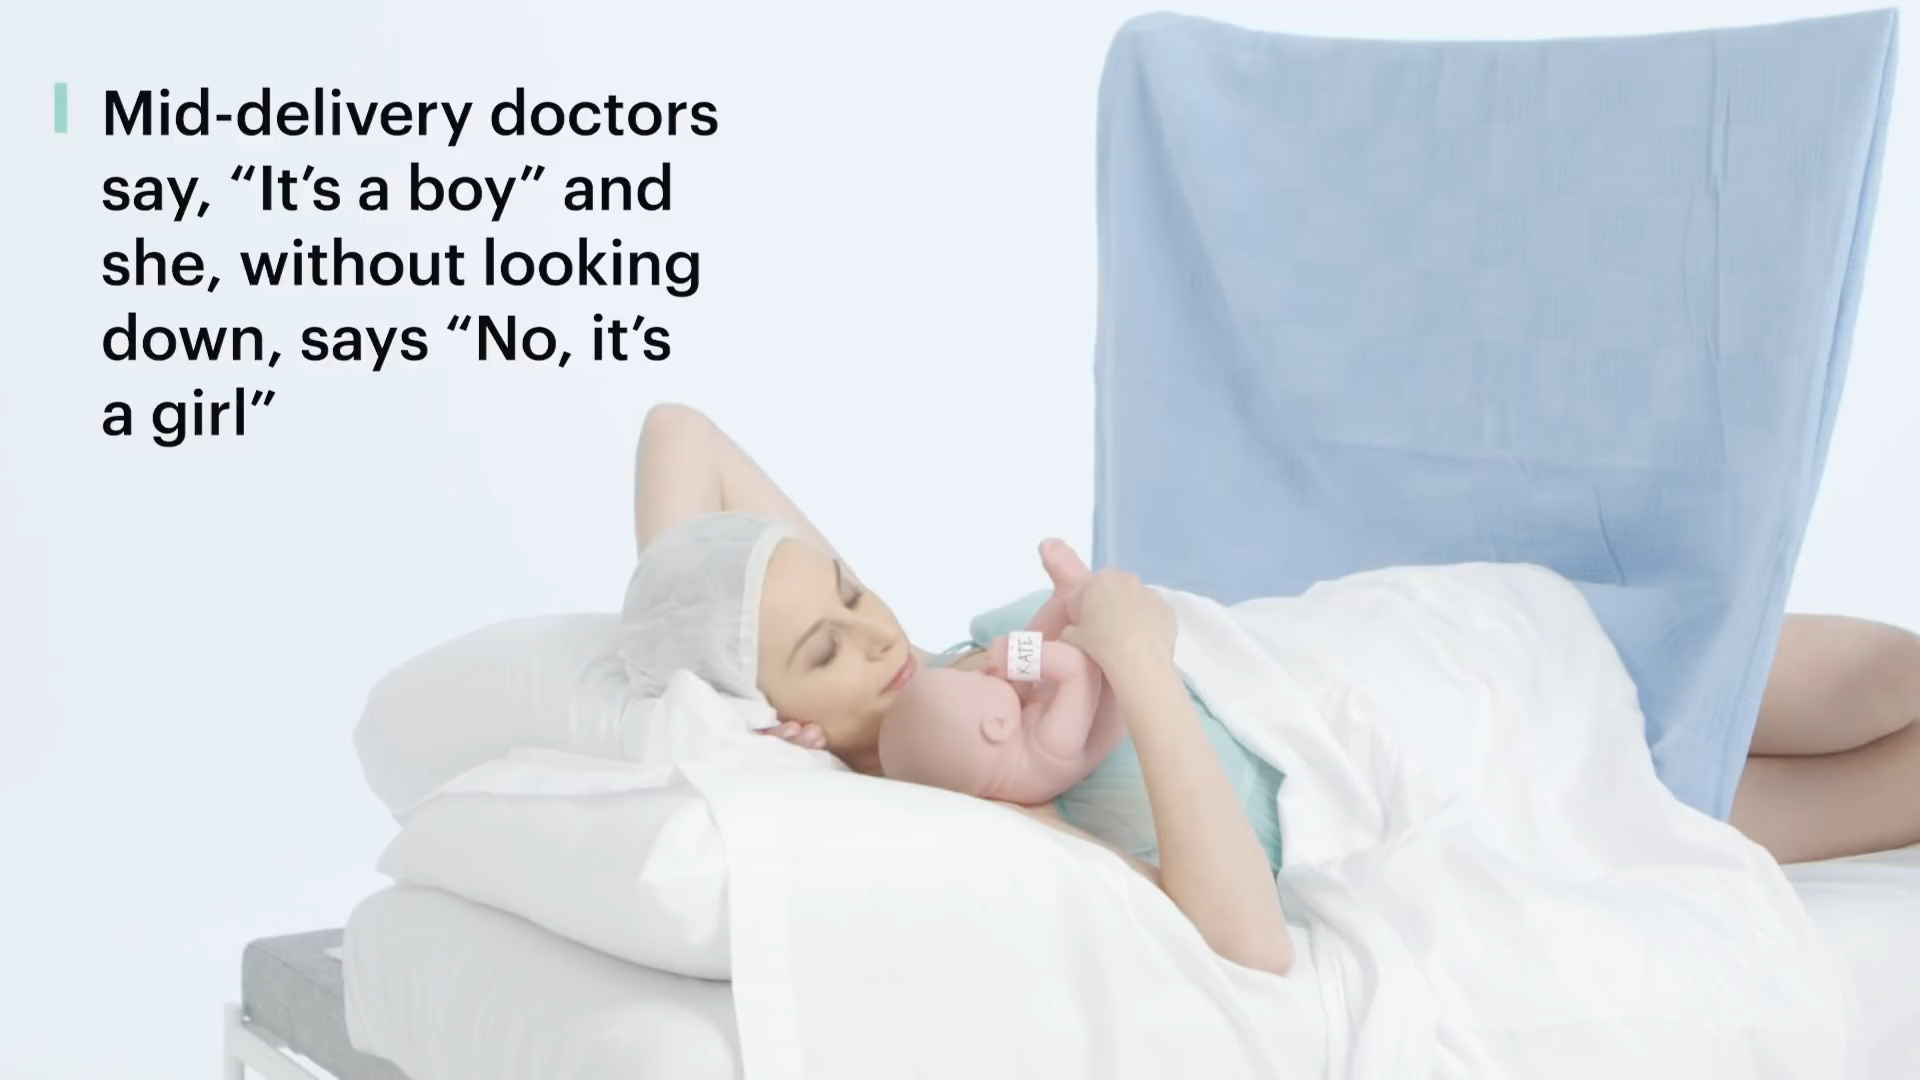 Mid-delivery doctors
say, “It’s a boy” and
she, without looking
down, says “No, it’s
a girl”
KATE